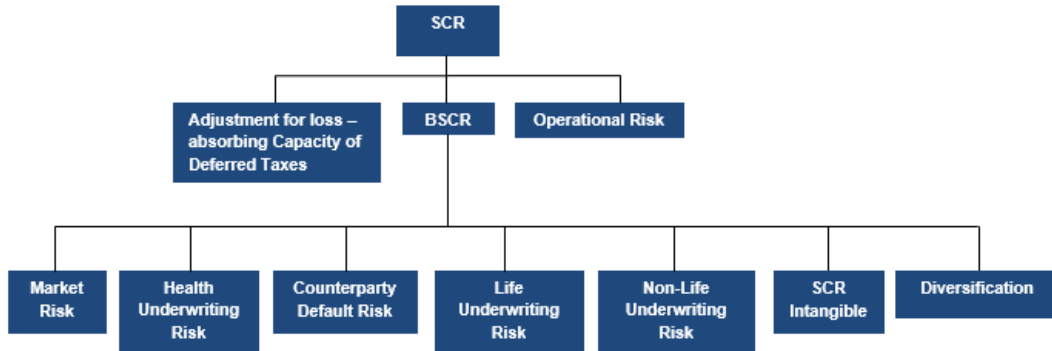 SCR
Adjustment for loss –
absorbing Capacity of
Deferred Taxes
BSCR
Operational Risk
Market
Risk
Health
Underwriting
Risk
Counterparty
Default Risk
Life
Underwriting
Risk
Non-Life
Underwriting
Risk
SCR
Intangible
Diversification